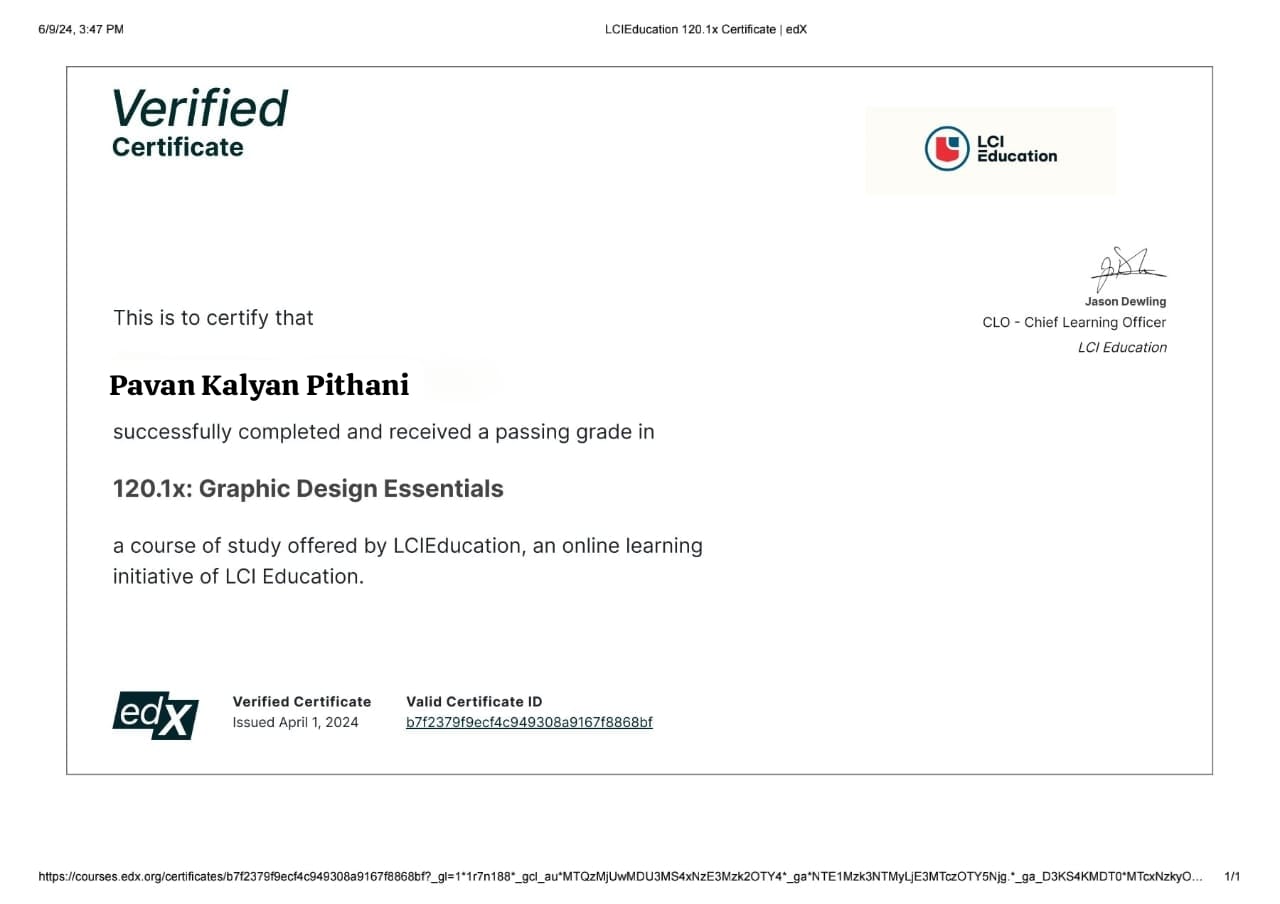 6/9/24, 3:47 PM
LCIEducation 120.1x Certificate | edX
Verified
Certificate
LCI
Education
Jason Dewling
CLO - Chief Learning Officer
LCI Education
This is to certify that
Pavan Kalyan Pithani
successfully completed and received a passing grade in
120.1x: Graphic Design Essentials
a course of study offered by LCIEducation, an online learning
initiative of LCI Education.
edX
Verified Certificate
Issued April 1, 2024
Valid Certificate ID
b7f2379f9ecf4c949308a9167f8868bf
https://courses.edx.org/certificates/b7f2379f9ecf4c949308a9167f8868bf?_gl=1*1r7n188*_gcl_au*MTQzMjUwMDU3MS4xNzE3Mzk2OTY4*_ga*NTE1Mzk3NTMyLjE3MTczOTY5Njg.*_ga_D3KS4KMDT0*MTcxNzkyO...
1/1